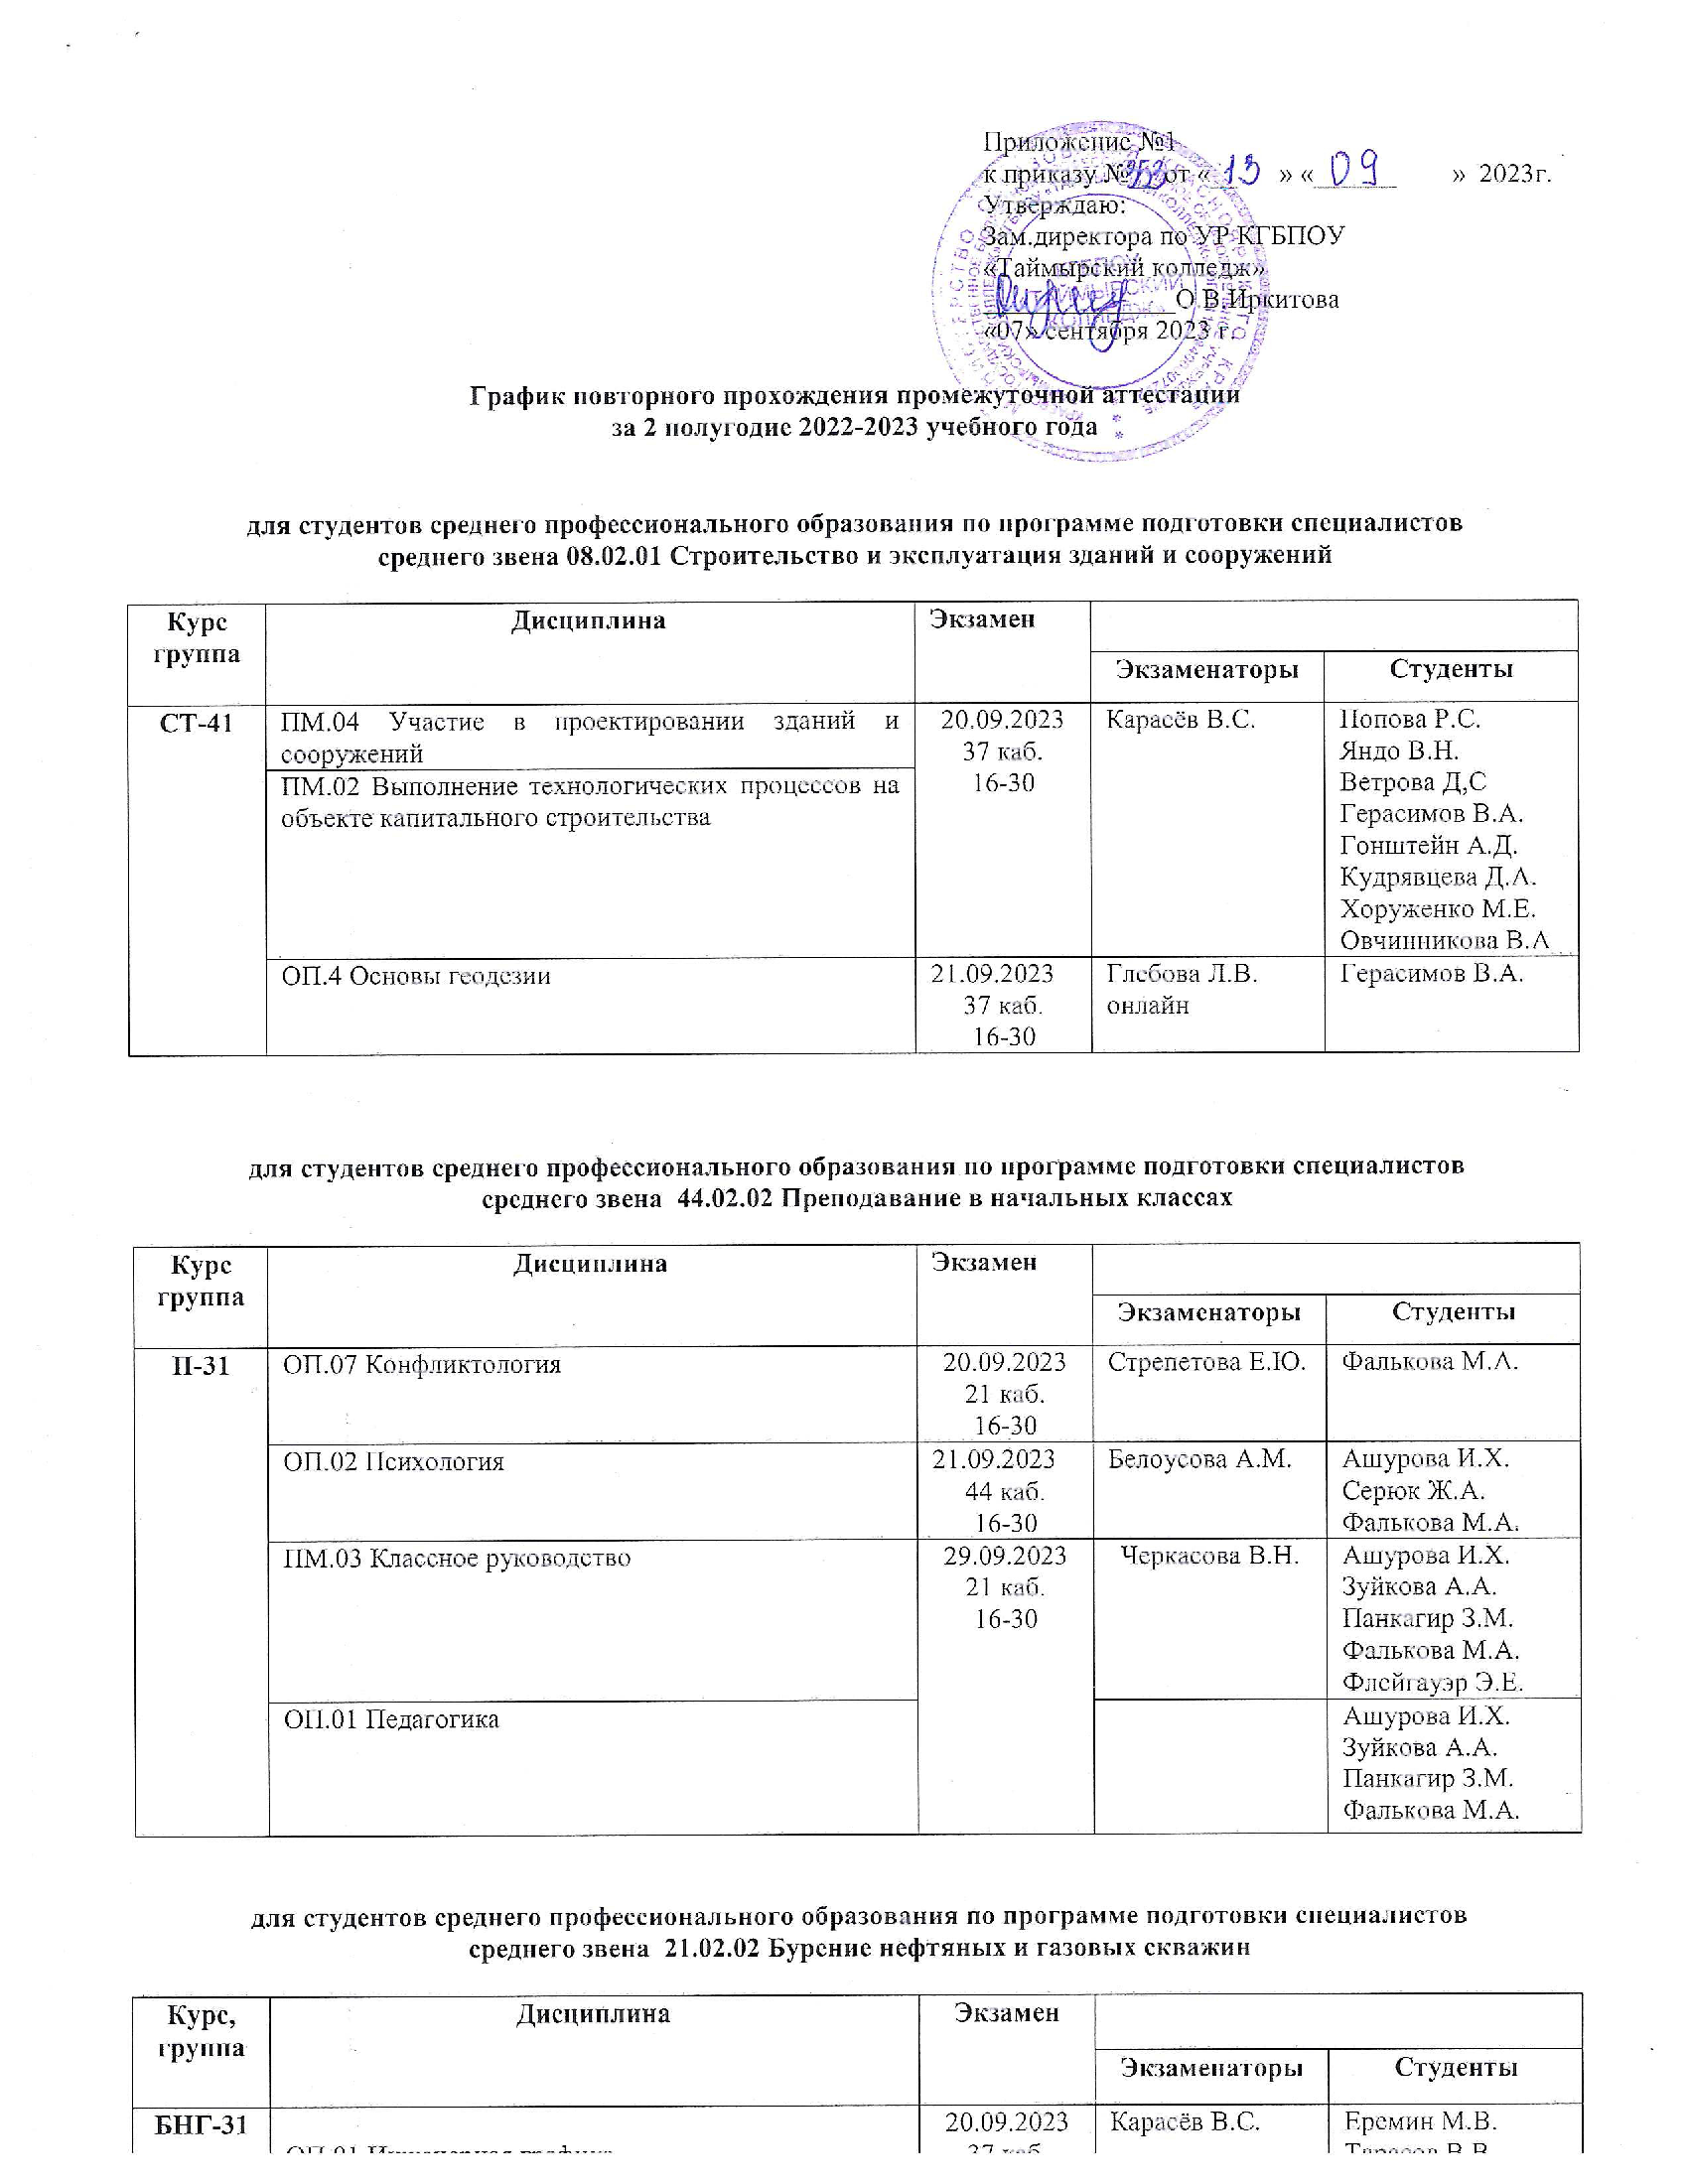 Приложение №1
к приказу №353 от «13» «09» 2023г.
Утверждаю:
Зам.директора по УР КГБПОУ
«Таймырский колледж»
О.В.Иркитова
«07» сентября 2023 г.
График повторного прохождения промежуточной аттестации
за 2 полугодие 2022-2023 учебного года
для студентов среднего профессионального образования по программе подготовки специалистов
среднего звена 08.02.01 Строительство и эксплуатация зданий и сооружений
Курс группа
Дисциплина
Экзамен
Экзаменаторы
Студенты
СТ-41
ПМ.04 Участие в проектировании зданий и
сооружений
ПМ.02 Выполнение технологических процессов на
объекте капитального строительства
20.09.2023
37 каб.
16-30
Карасёв В.С.
Попова Р.С.
Яндо В.Н.
Ветрова Д,С
Герасимов В.А.
Гонштейн А.Д.
Кудрявцева Д.А.
Хоруженко М.Е.
Овчинникова В.А
ОП.4 Основы геодезии
21.09.2023
37 каб.
16-30
Глебова Л.В.
онлайн
Герасимов В.А.
для студентов среднего профессионального образования по программе подготовки специалистов
среднего звена 44.02.02 Преподавание в начальных классах
Курс
группа
Дисциплина
Экзамен
Экзаменаторы
Студенты
П-31
ОП.07 Конфликтология
20.09.2023
21 каб.
16-30
Стрепетова Е.Ю.
Фалькова М.А.
ОП.02 Психология
21.09.2023
44 каб.
16-30
Белоусова А.М.
Ашурова И.Х.
Серюк Ж.А.
Фалькова М.А.
ПМ.03 Классное руководство
29.09.2023
21 каб.
16-30
Черкасова В.Н.
Ашурова И.Х.
Зуйкова А.А.
Панкагир З.М.
Фалькова М.А.
Флейгауэр Э.Е.
ОП.01 Педагогика
Ашурова И.Х.
Зуйкова А.А.
Панкагир З.М.
Фалькова М.А.
для студентов среднего профессионального образования по программе подготовки специалистов
среднего звена 21.02.02 Бурение нефтяных и газовых скважин
Курс,
группа
Дисциплина
Экзамен
Экзаменаторы
Студенты
БНГ-31
20.09.2023
Карасёв В.С.
Еремин М.В.